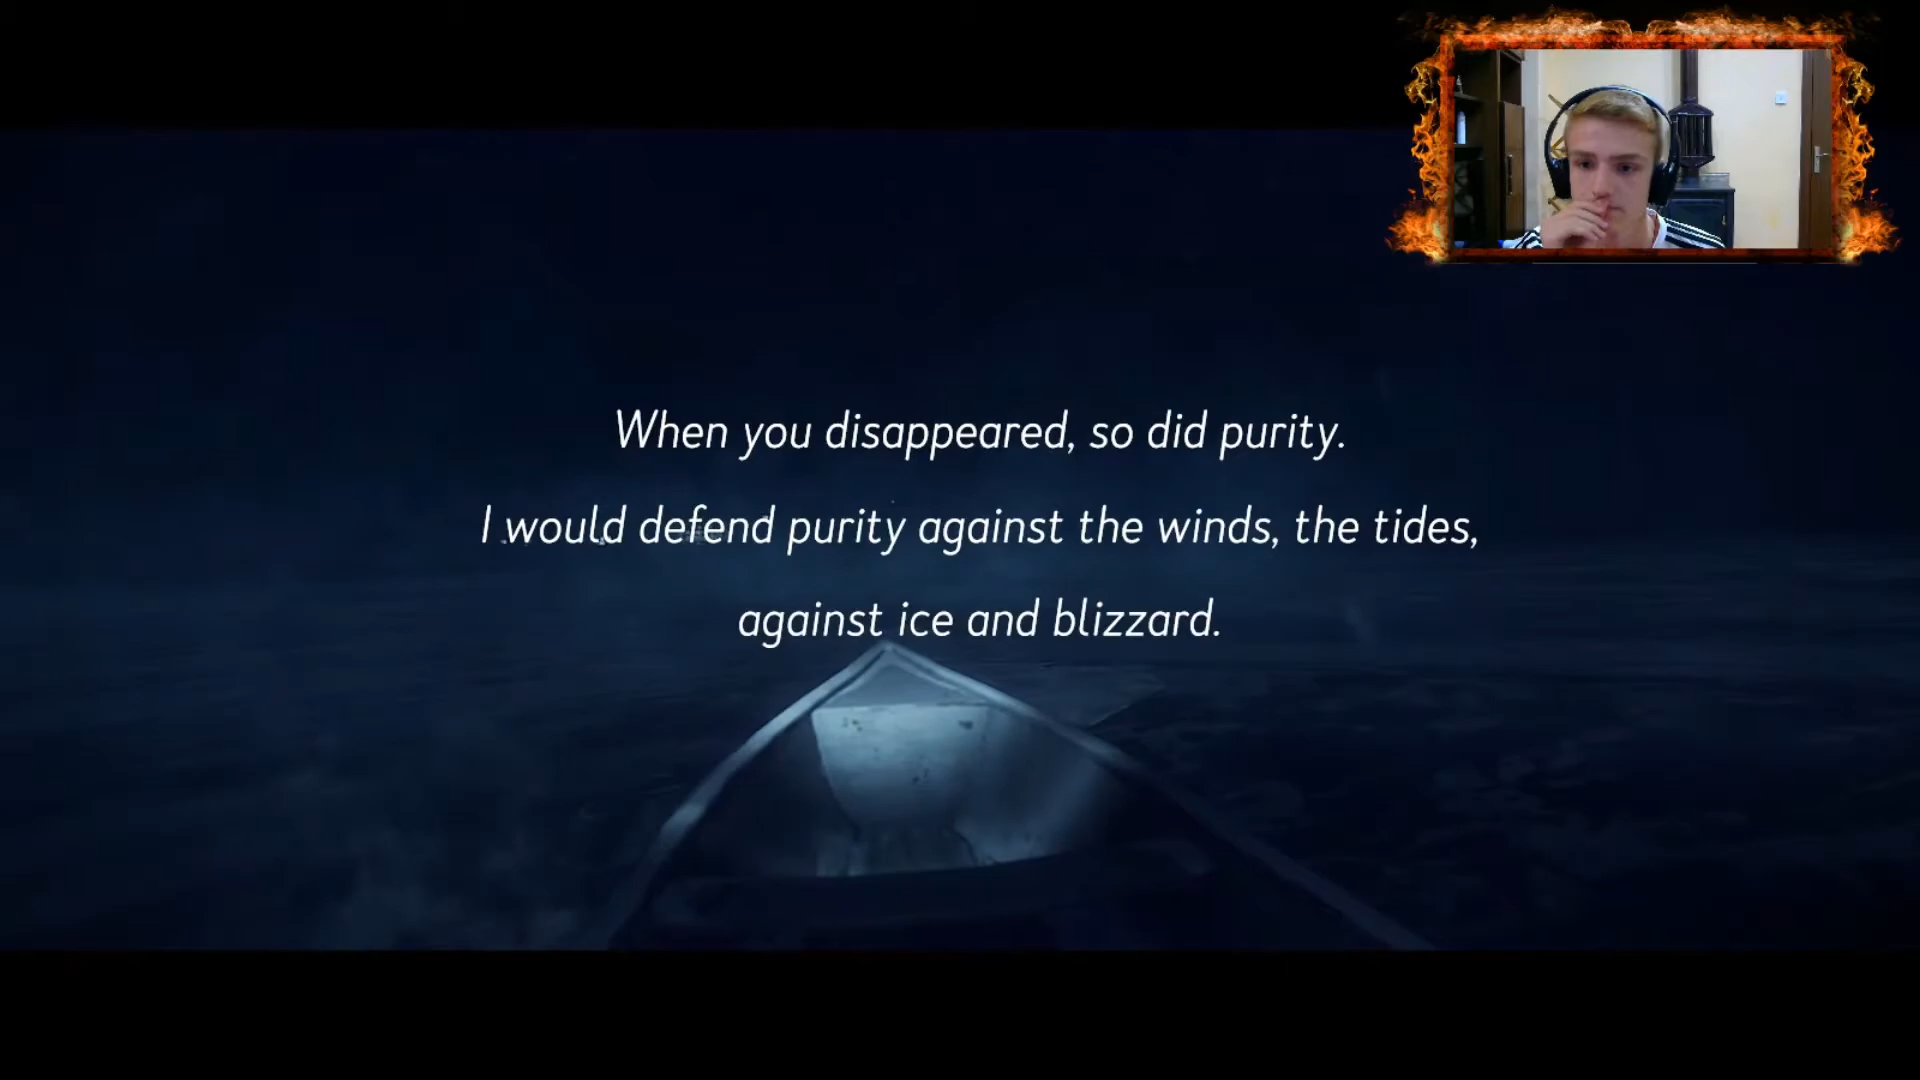 When you disappeared, so did purity.
I would defend purity against the winds, the tides,
against ice and blizzard.